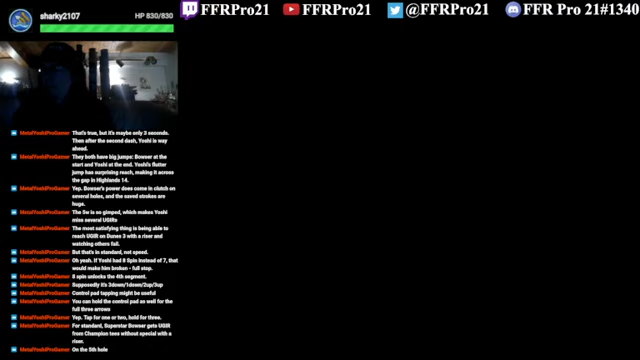 FFRPro21 FFRPro21 @FFRPro21 FFR Pro 21#1340
sharky2107 HP 830/830
MetalYoshiProGamer That's true, but it's maybe only 3 seconds.
Then after the second dash, Yoshi is way
ahead.
MetalYoshiProGamer They both have big jumps: Bowser at the
start and Yoshi at the end. Yoshi's flutter
jump has surprising reach, making it across
the gap in Highlands 14.
MetalYoshiProGamer Yep. Bowser's power does come in clutch on
several holes, and the saved strokes are
huge.
MetalYoshiProGamer The 5w is so gimped, which makes Yoshi
miss several UGIRs
MetalYoshiProGamer The most satisfying thing is being able to
reach UGIR on Dunes 3 with a riser and
watching others fail.
MetalYoshiProGamer But that's in standard, not speed.
MetalYoshiProGamer Oh yeah. If Yoshi had 8 Spin instead of 7, that
would make him broken - full stop.
MetalYoshiProGamer 8 spin unlocks the 4th segment.
MetalYoshiProGamer Supposedly it's 3down/1down/2up/3up
MetalYoshiProGamer Control pad tapping might be useful
MetalYoshiProGamer You can hold the control pad as well for the
full three arrows
MetalYoshiProGamer Yep. Tap for one or two, hold for three.
MetalYoshiProGamer For standard, Superstar Bowser gets UGIR
from Champion tees without special with a
riser.
MetalYoshiProGamer On the 5th hole